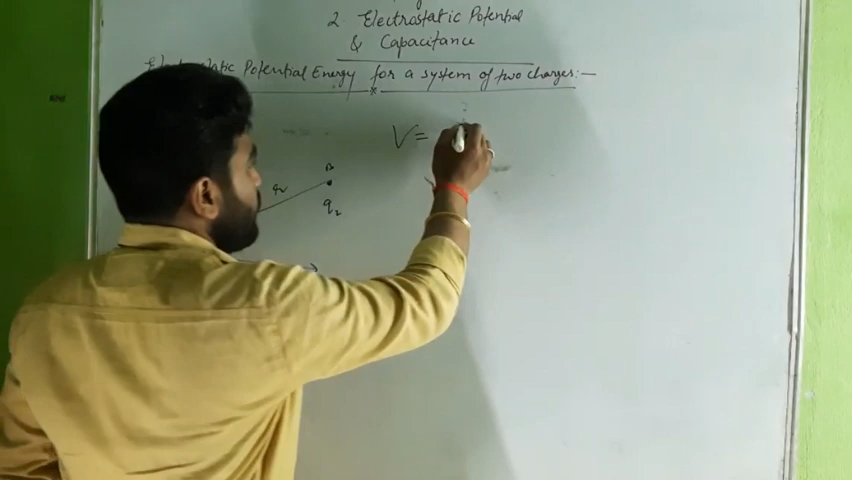 2 Electrostatic Potential
& Capacitance
Potential Energy for a system of two charges:—
V=
B
q₂